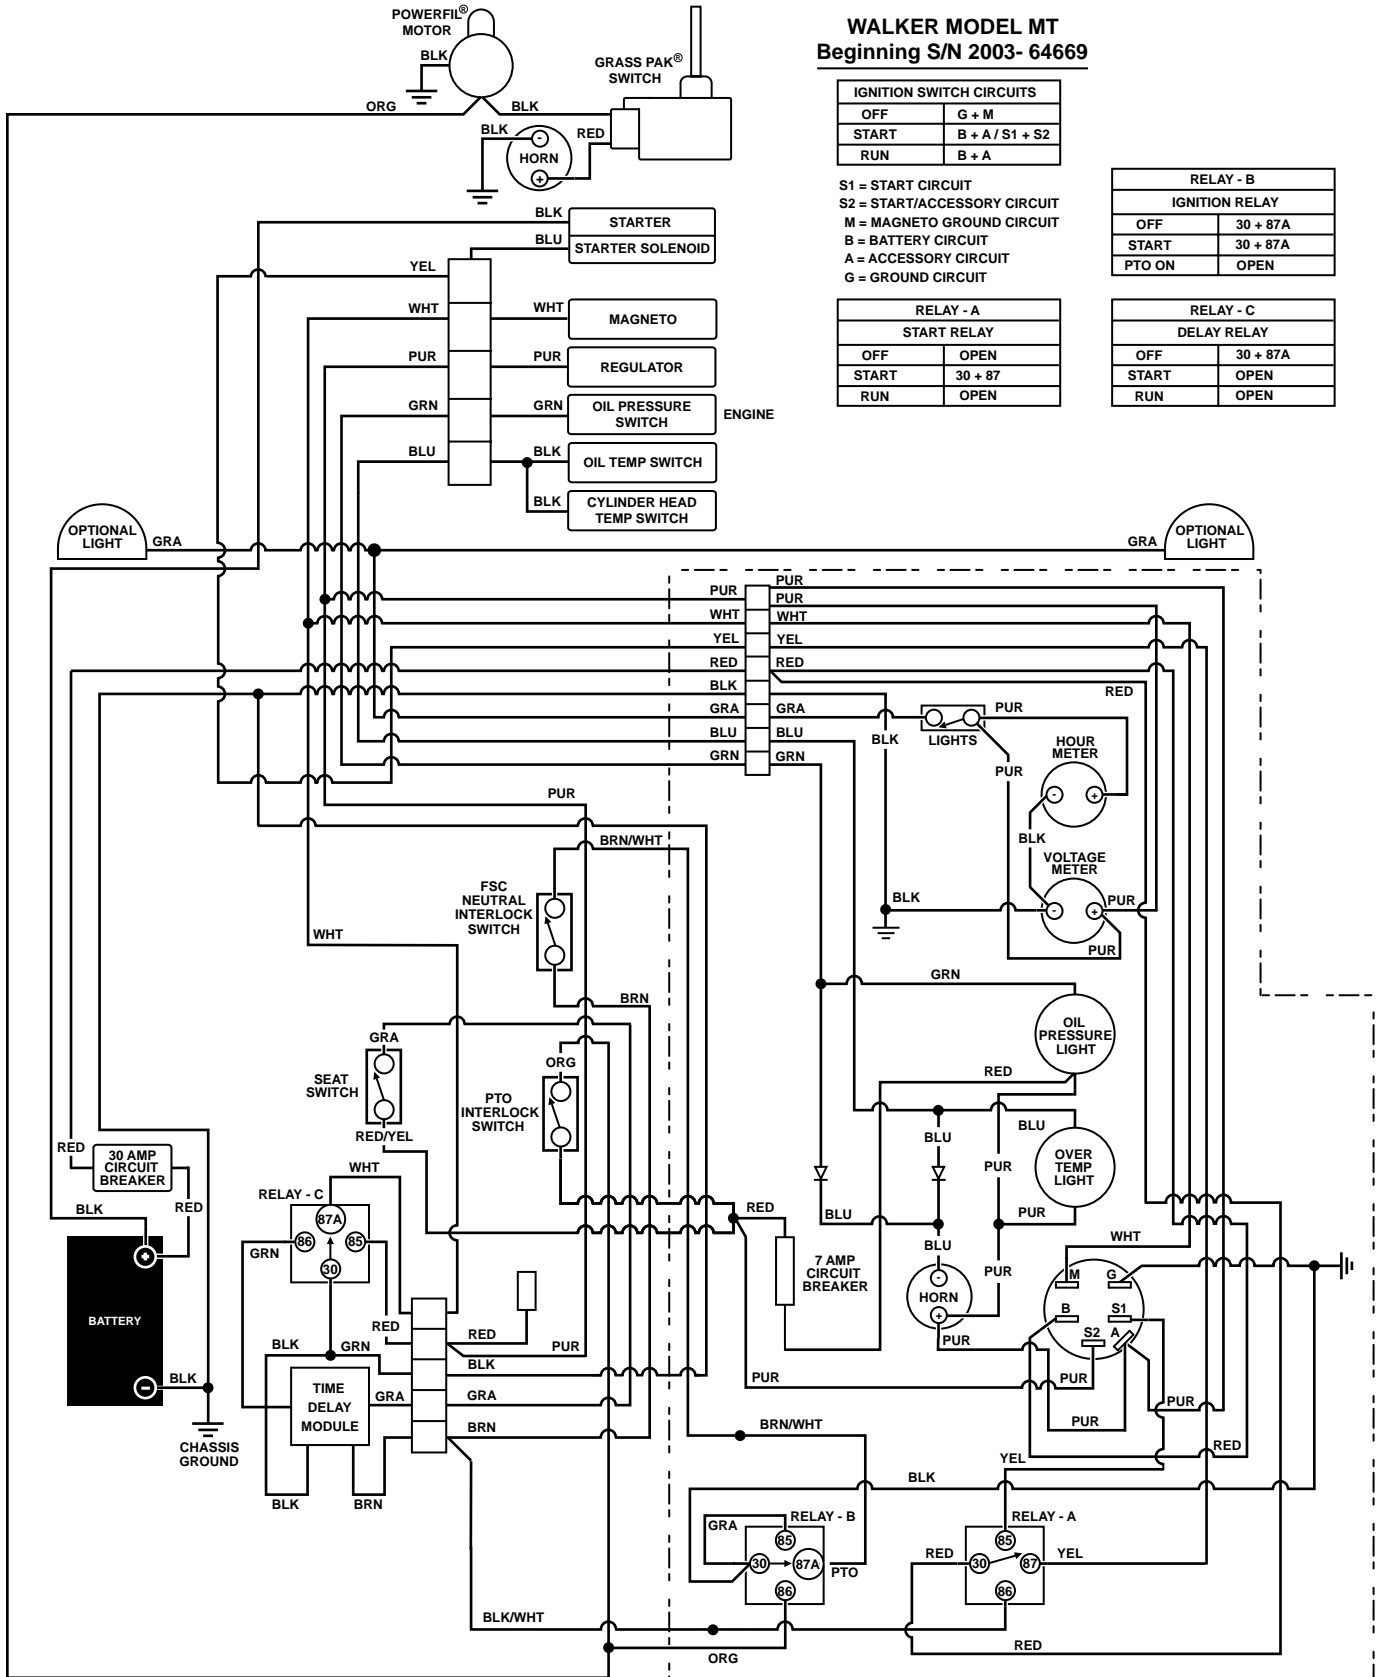 POWERFIL®
MOTOR
BLK
ORG
BLK
GRASS PAK®
SWITCH
BLK
RED
-
HORN
+
WALKER MODEL MT
Beginning S/N 2003- 64669
IGNITION SWITCH CIRCUITS
OFF G + M
START B + A / S1 + S2
RUN B + A
S1 = START CIRCUIT
S2 = START/ACCESSORY CIRCUIT
M = MAGNETO GROUND CIRCUIT
B = BATTERY CIRCUIT
A = ACCESSORY CIRCUIT
G = GROUND CIRCUIT
RELAY - B
IGNITION RELAY
OFF 30 + 87A
START 30 + 87A
PTO ON OPEN
RELAY - A
START RELAY
OFF OPEN
START 30 + 87
RUN OPEN
RELAY - C
DELAY RELAY
OFF 30 + 87A
START OPEN
RUN OPEN
BLK STARTER
BLU STARTER SOLENOID
YEL
WHT WHT MAGNETO
PUR PUR REGULATOR
GRN GRN OIL PRESSURE
SWITCH
ENGINE
BLU BLK OIL TEMP SWITCH
BLK CYLINDER HEAD
TEMP SWITCH
OPTIONAL
LIGHT
GRA
GRA
OPTIONAL
LIGHT
PUR
PUR PUR
WHT WHT
YEL YEL
RED RED
BLK RED
GRA GRA
BLU BLU
GRN GRN
PUR
LIGHTS
BLK
PUR
HOUR
METER
- +
BLK
VOLTAGE
METER
- +
BLK
PUR
PUR
PUR
BRN/WHT
FSC
NEUTRAL
INTERLOCK
SWITCH
WHT
BRN
GRA
SEAT
SWITCH
RED/YEL
ORG
PTO
INTERLOCK
SWITCH
GRN
OIL
PRESSURE
LIGHT
RED
BLU
BLU
PUR
OVER
TEMP
LIGHT
PUR
RED
30 AMP
CIRCUIT
BREAKER
RED
BLK
+
BATTERY
-
BLK
CHASSIS
GROUND
WHT
RELAY - C
87A
86
85
30
GRN
RED
RED
PUR
BLK
GRN
BLK
TIME
DELAY
MODULE
GRA
GRA
BRN
BLK
BRN
RED
7 AMP
CIRCUIT
BREAKER
BLU
BLU
-
HORN
+
PUR
PUR
WHT
M
G
B
S1
S2
A
PUR
PUR
PUR
PUR
RED
BRN/WHT
YEL
BLK
RELAY - B
GRA
85
30
87A
86
PTO
RELAY - A
RED
85
30
87
86
YEL
BLK/WHT
ORG
RED